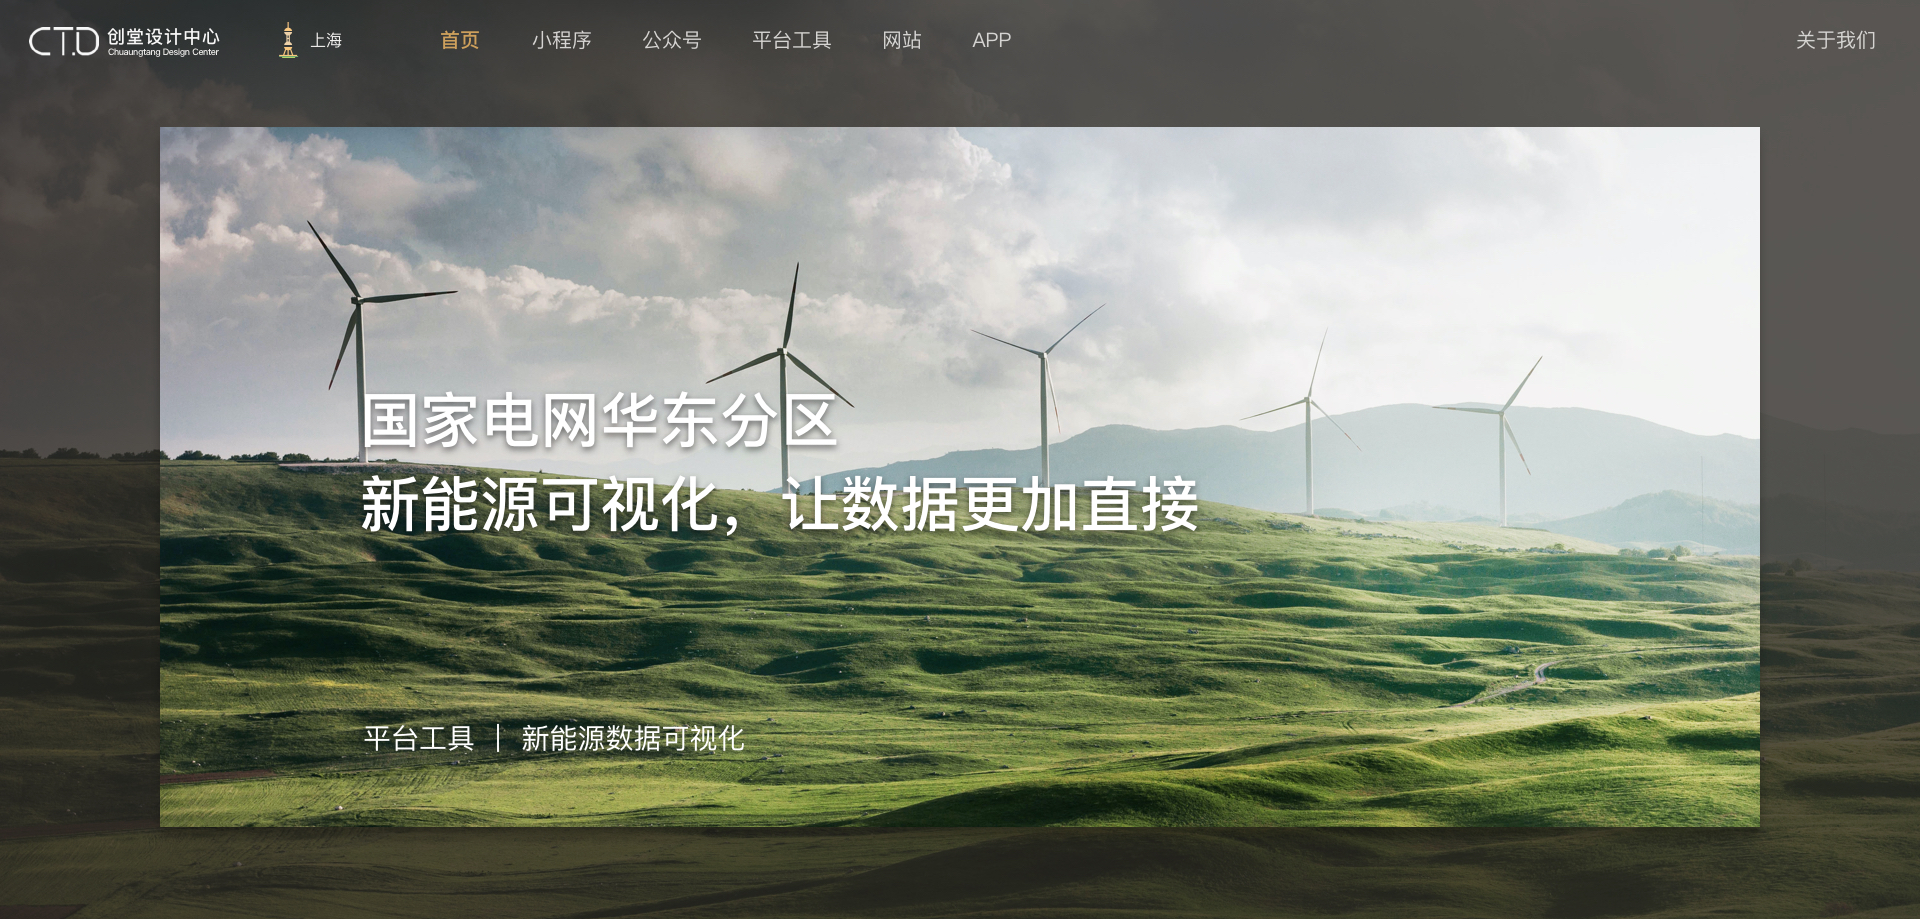 CTD 创堂设计中心
Chuaungtang Design Center
上海
首页 小程序 公众号 平台工具 网站 APP
关于我们
国家电网华东分区
新能源可视化，让数据更加直接
平台工具 | 新能源数据可视化